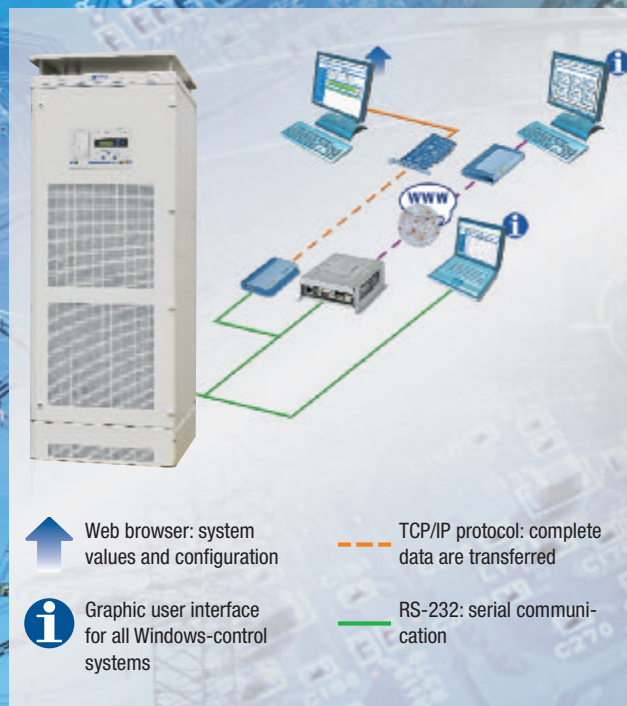 WWW
Web browser: system
values and configuration
Graphic user interface
for all Windows-control
systems
TCP/IP protocol: complete
data are transferred
RS-232: serial communi-
cation
C270